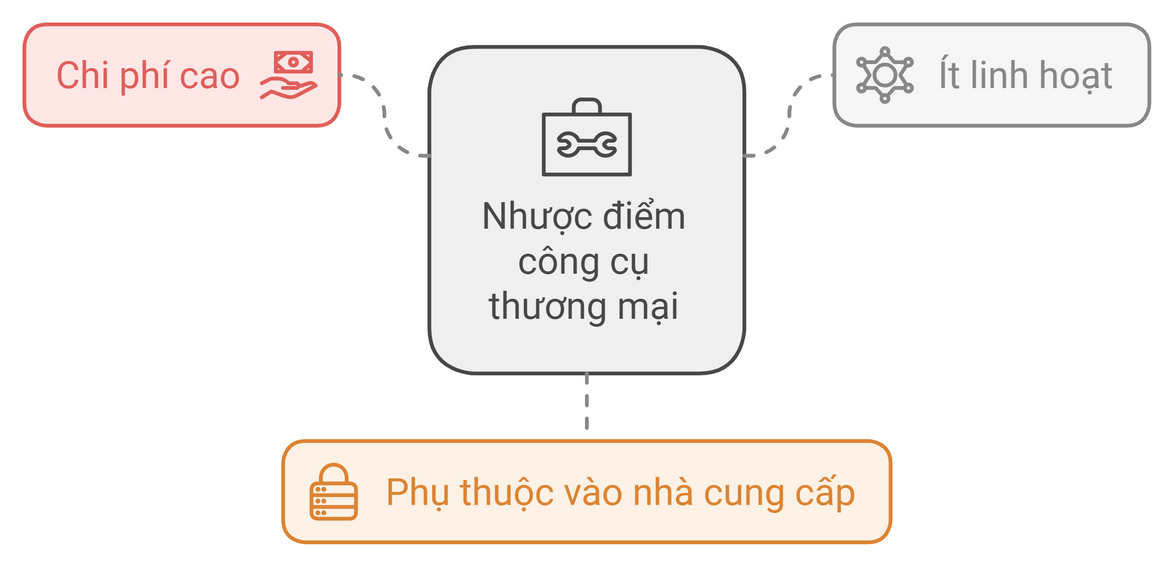 Chi phí cao
Ít linh hoạt
Nhược điểm
công cụ
thương mại
Phụ thuộc vào nhà cung cấp